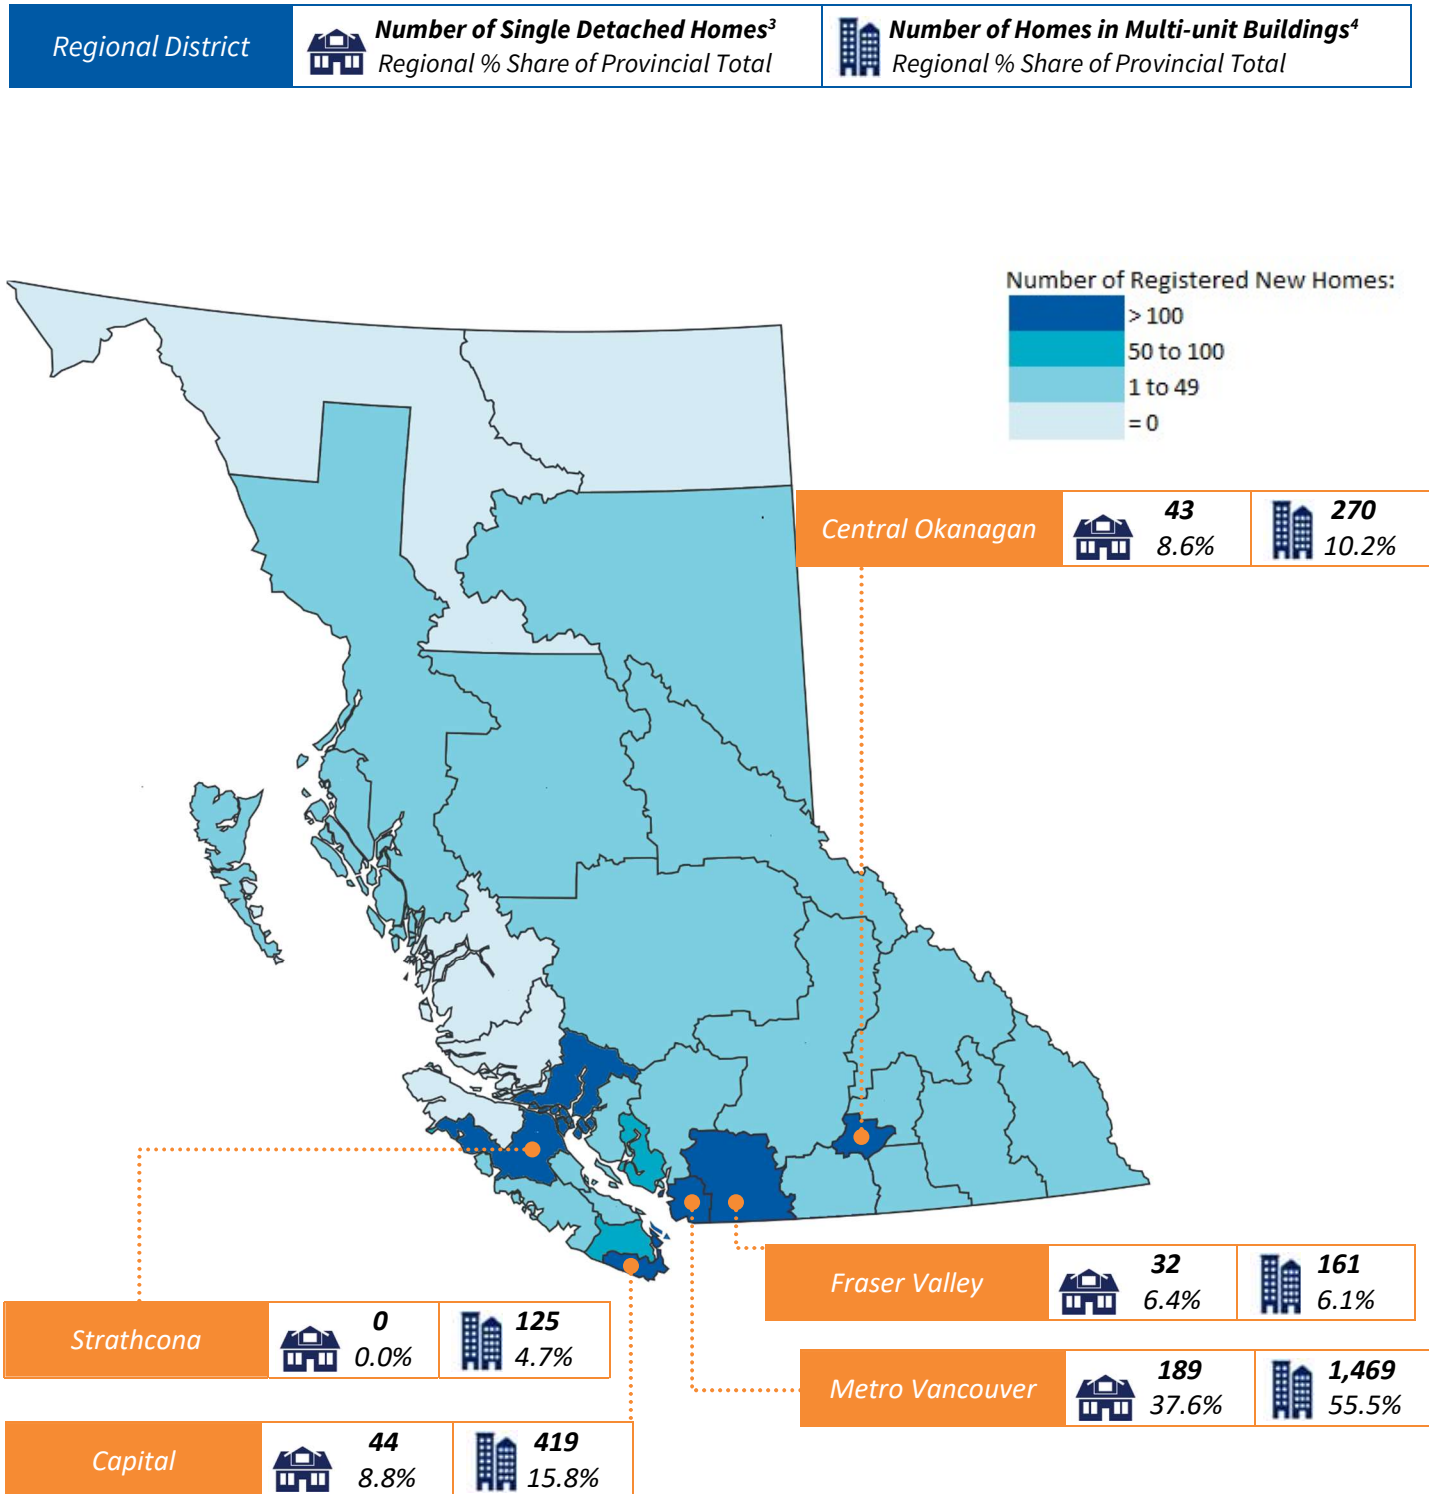 Regional District
Number of Single Detached Homes³
Regional % Share of Provincial Total
Number of Homes in Multi-unit Buildings⁴
Regional % Share of Provincial Total
Number of Registered New Homes:
> 100
50 to 100
1 to 49
= 0
Central Okanagan
43
8.6%
270
10.2%
Fraser Valley
32
6.4%
161
6.1%
Strathcona
0
0.0%
125
4.7%
Metro Vancouver
189
37.6%
1,469
55.5%
Capital
44
8.8%
419
15.8%